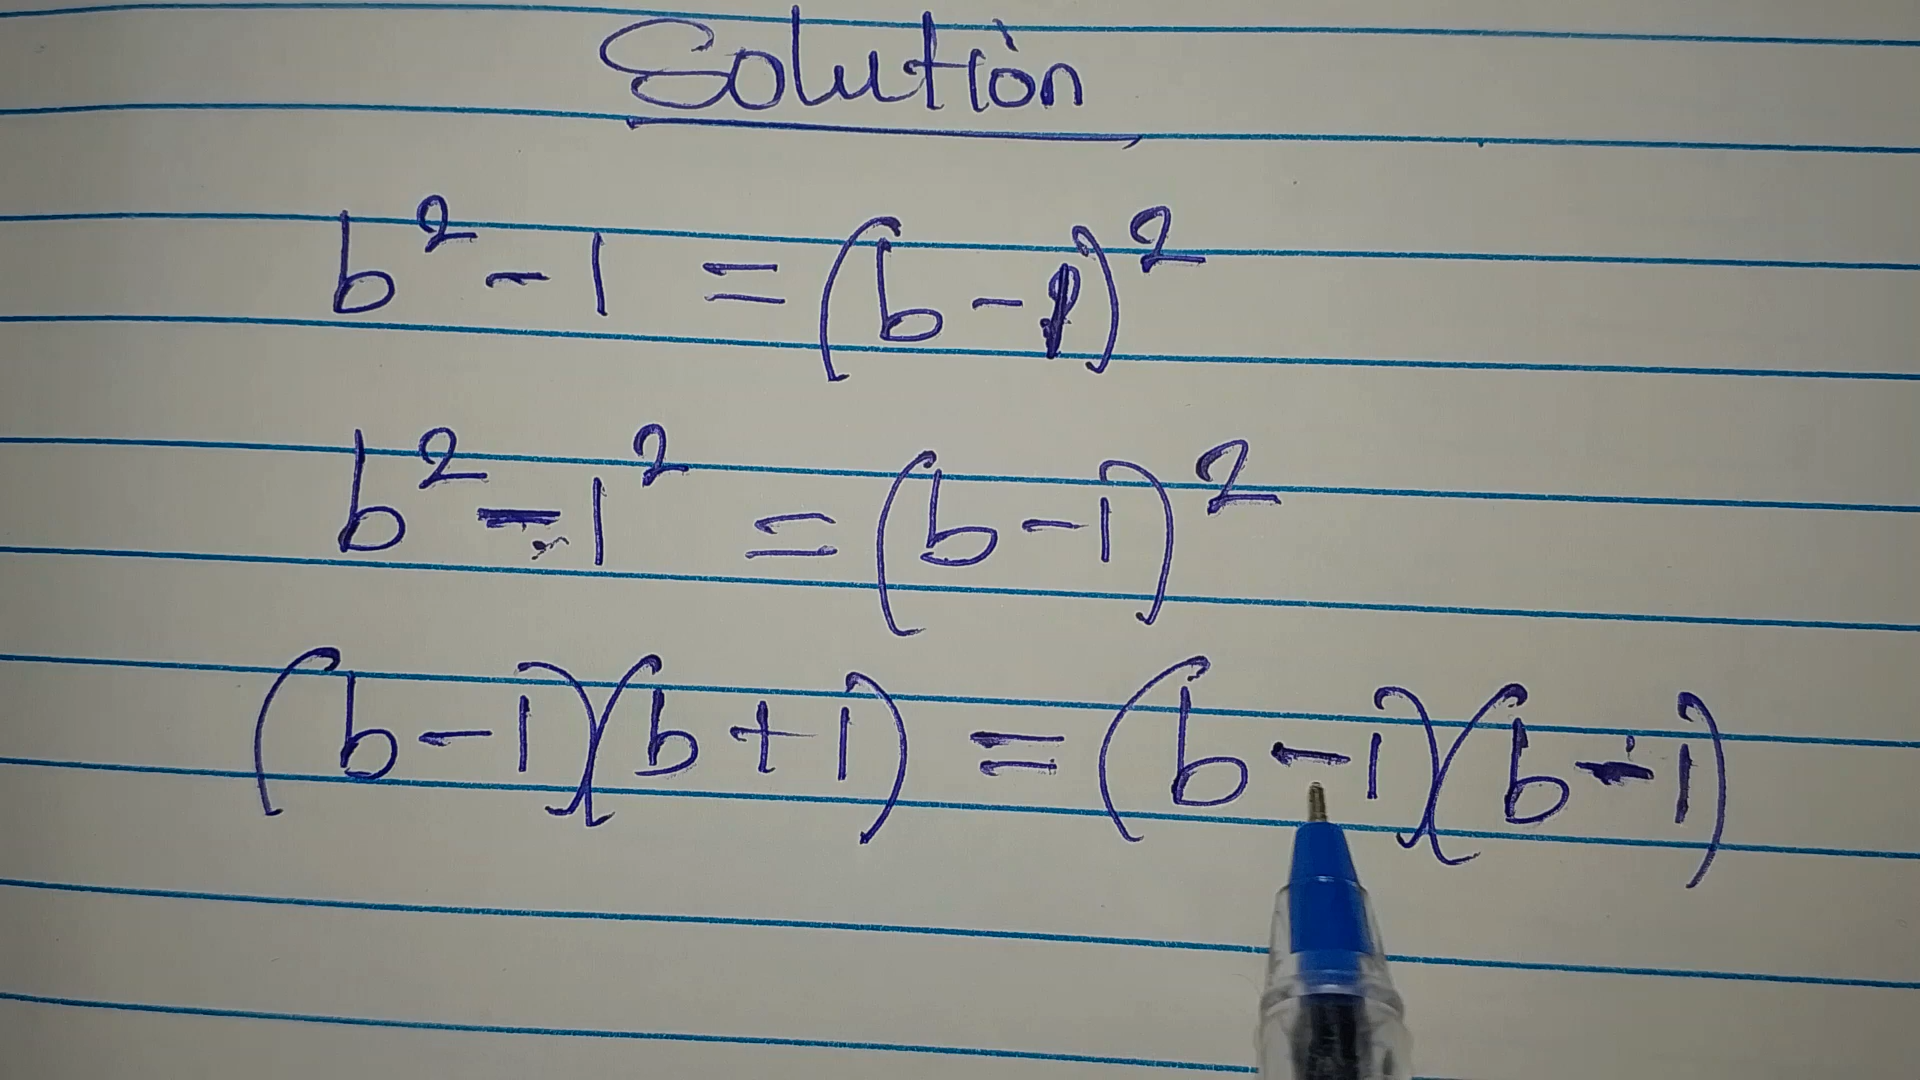 Solution
b² - 1 = (b - 1)²
b² - 1² = (b - 1)²
(b - 1)(b + 1) = (b - 1)(b - 1)